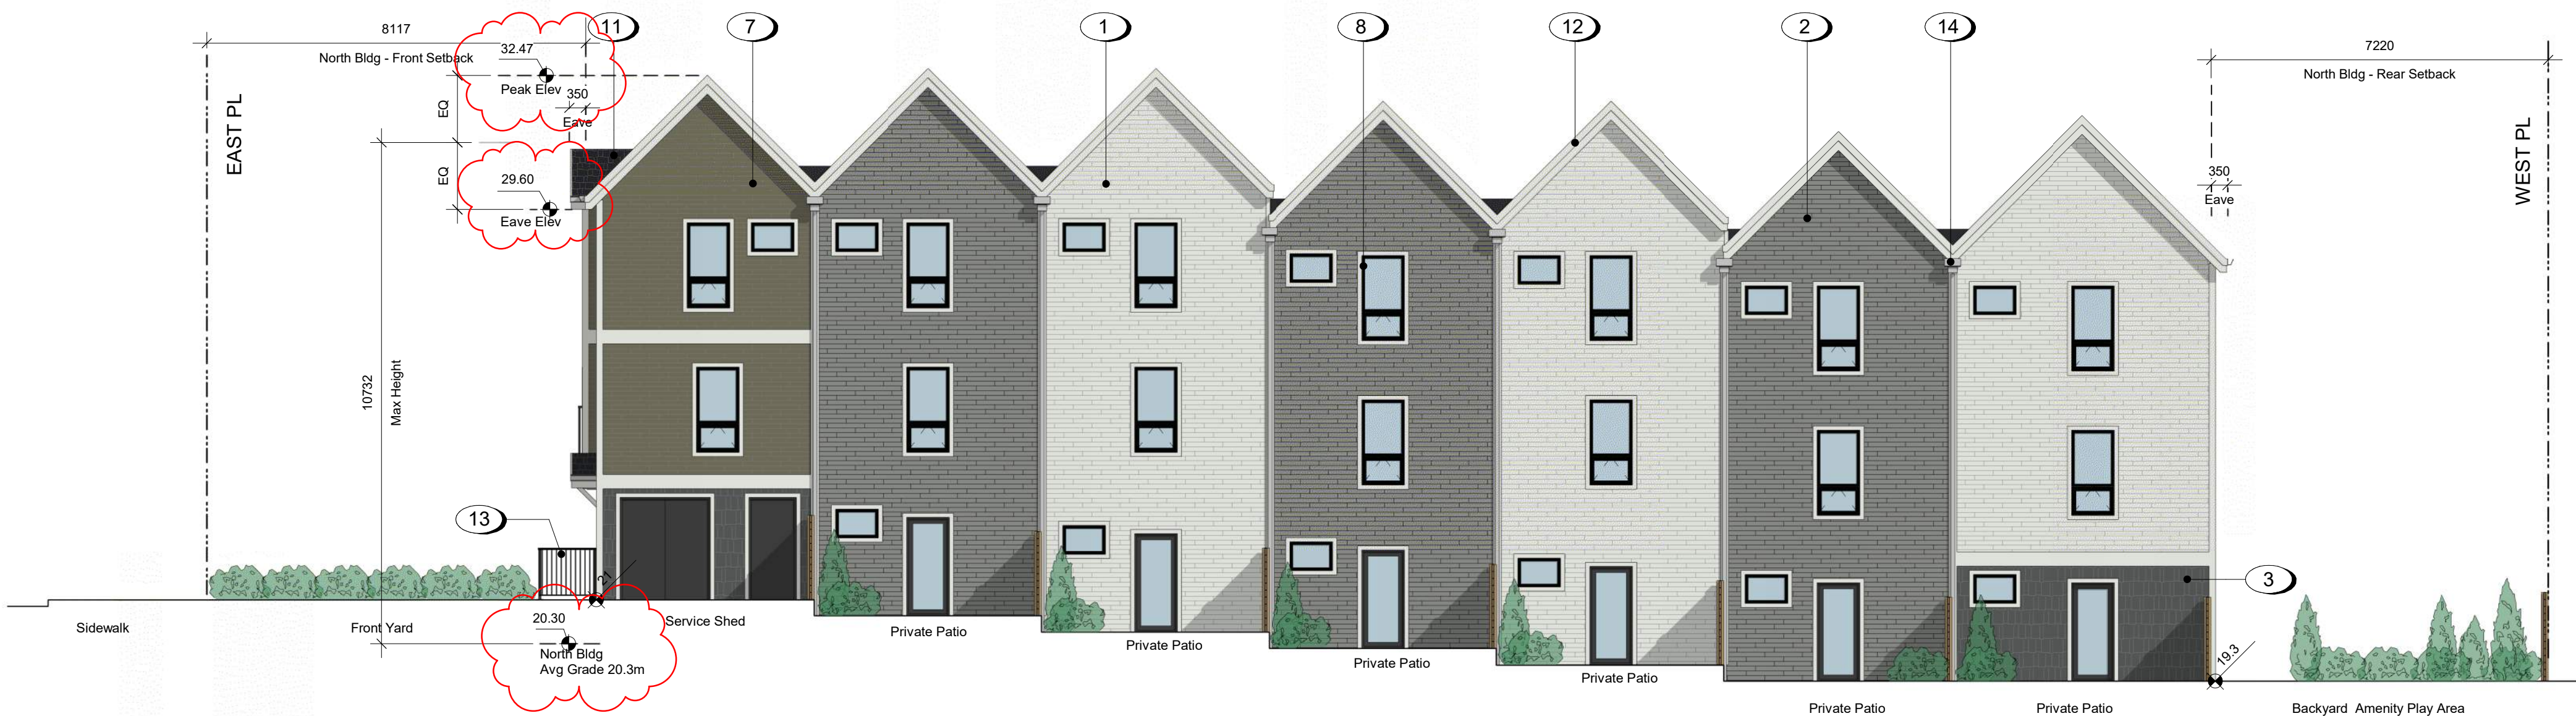 8117
North Bldg - Front Setback
11
7
1
8
12
2
14
7220
North Bldg - Rear Setback
32.47
Peak Elev
350
Eave
EQ
EQ
29.60
Eave Elev
EAST PL
WEST PL
350
Eave
10732
Max Height
13
21
3
19.3
20.30
North Bldg
Avg Grade 20.3m
Sidewalk
Front Yard
Service Shed
Private Patio
Private Patio
Private Patio
Private Patio
Private Patio
Private Patio
Backyard Amenity Play Area